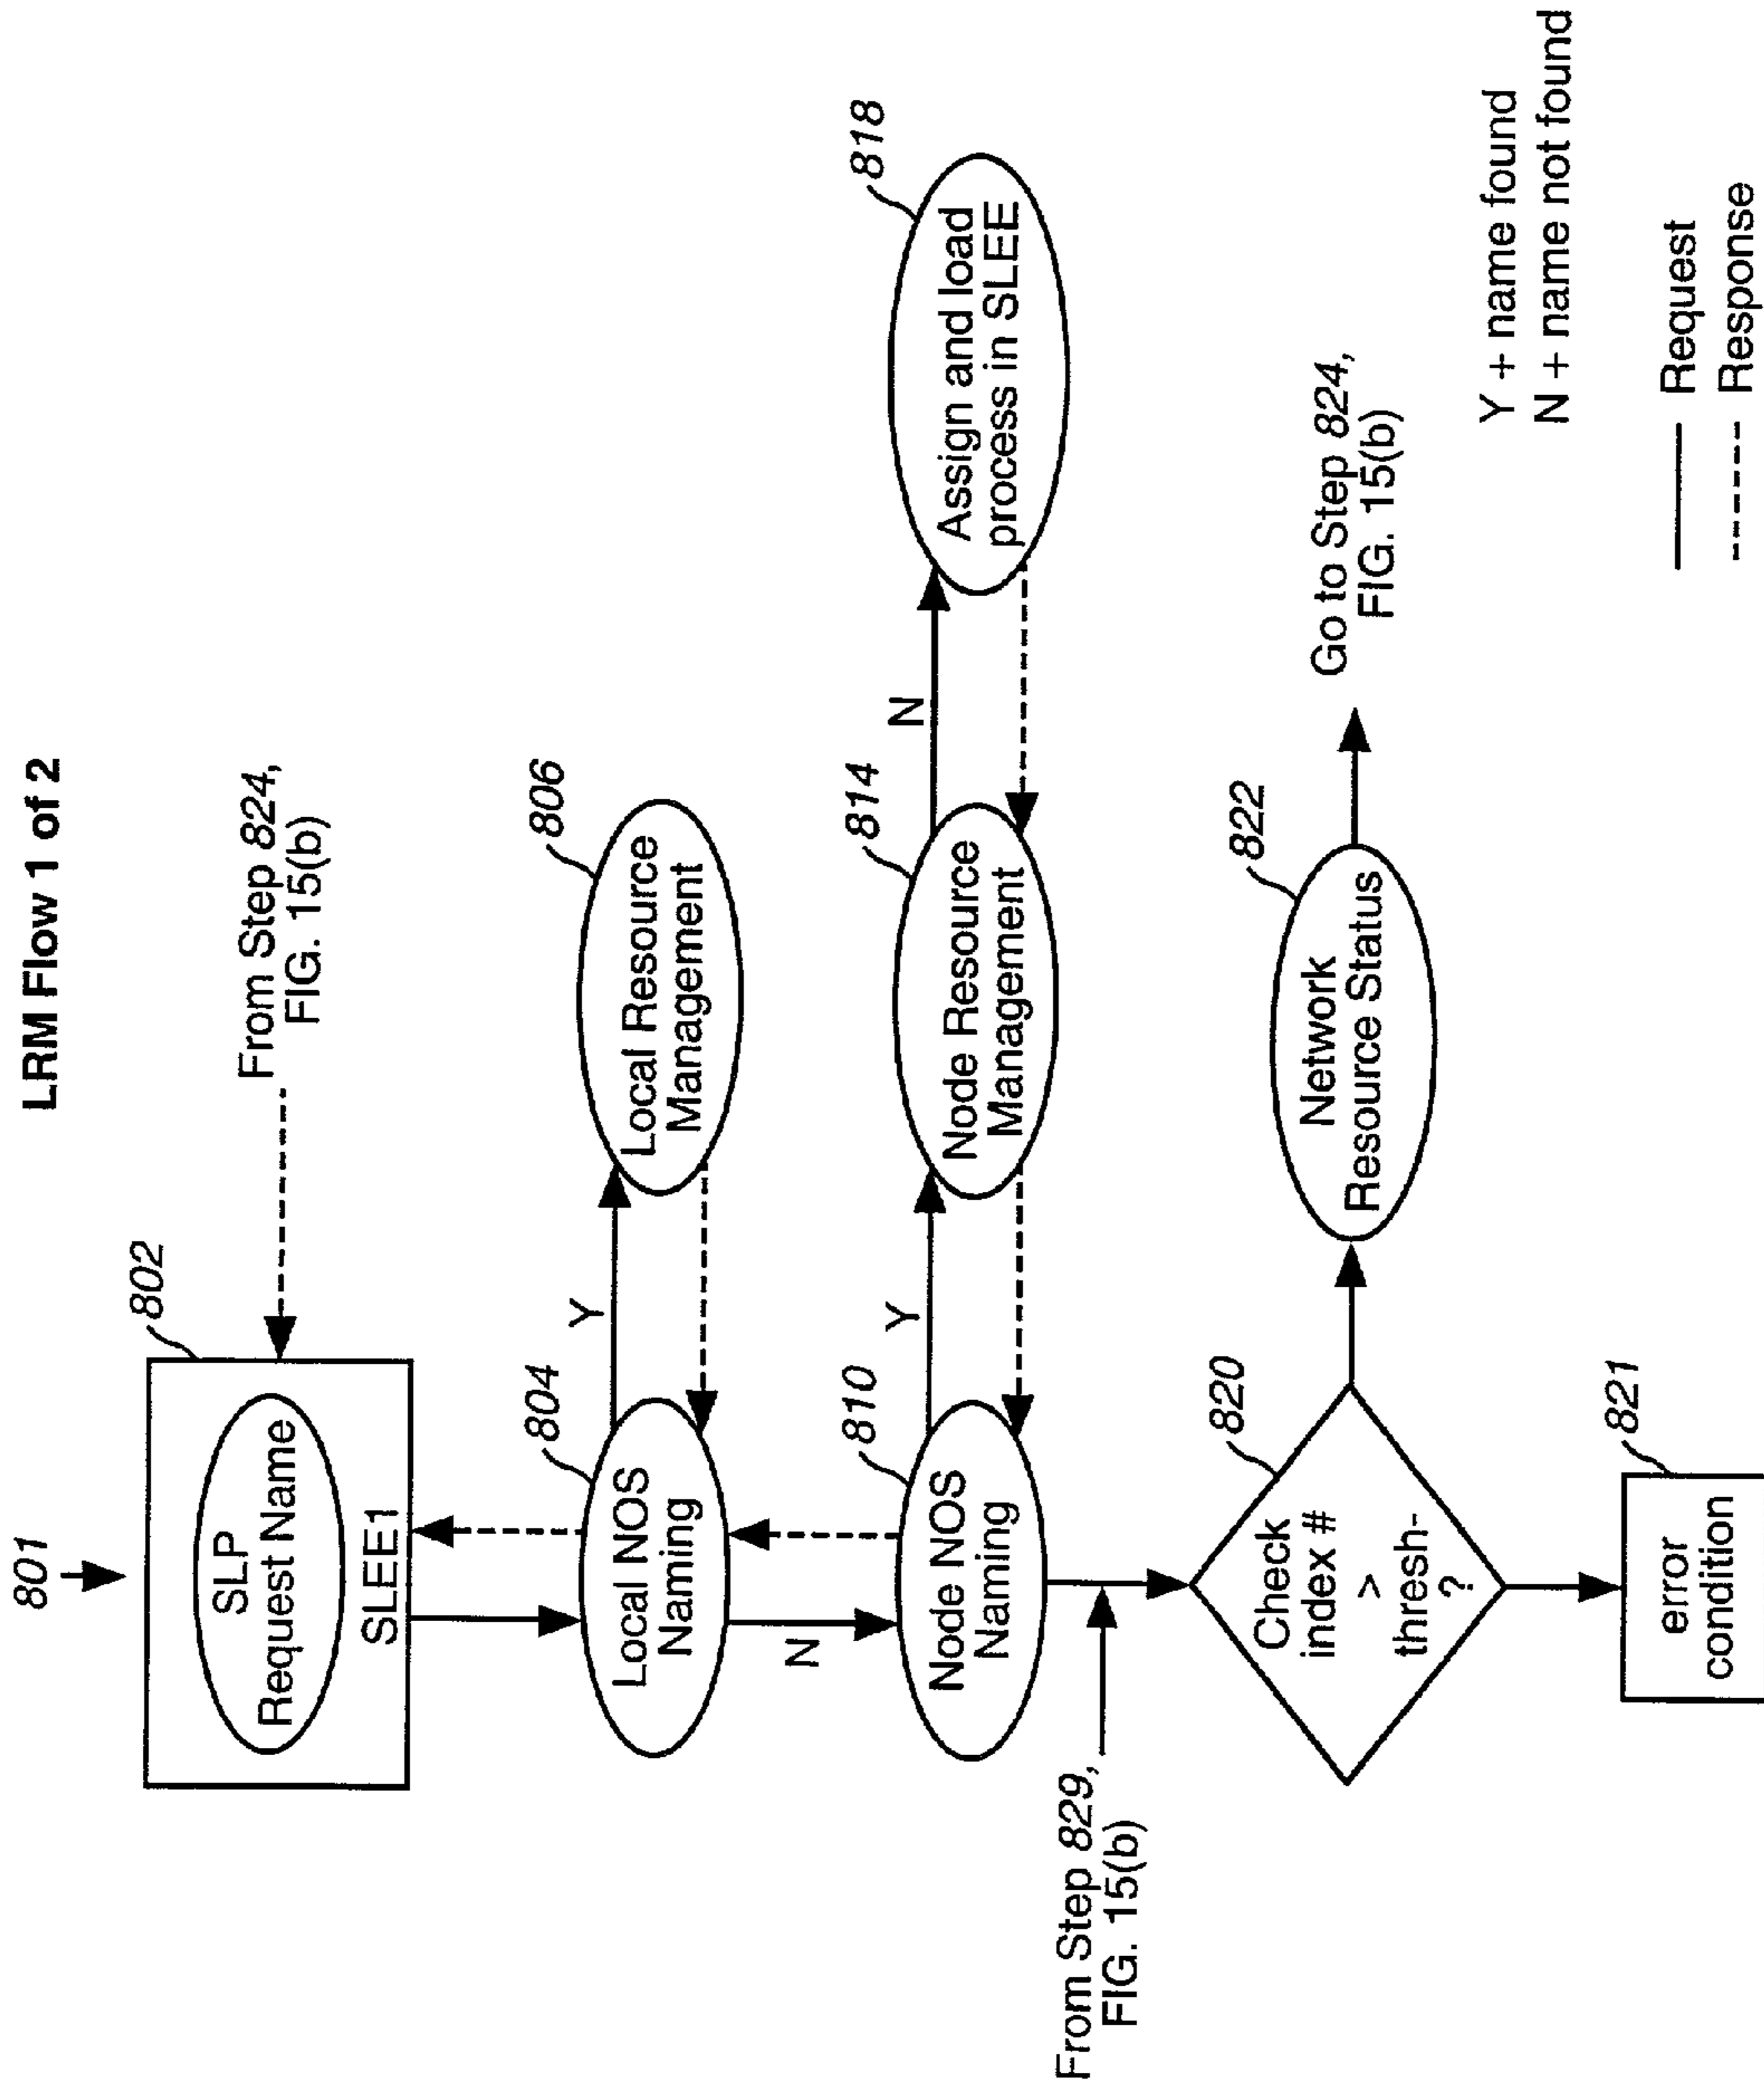 LRM Flow 1 of 2
801
802
SLP
Request Name
SLEE1
From Step 824,
FIG. 15(b)
804
Local NOS
Naming
Y
806
Local Resource
Management
N
810
Node NOS
Naming
Y
814
Node Resource
Management
N
818
Assign and load
process in SLEE
From Step 829,
FIG. 15(b)
820
Check
index #
>
thresh-
?
822
Network
Resource Status
Go to Step 824,
FIG. 15(b)
821
error
condition
Y + name found
N + name not found
Request
Response